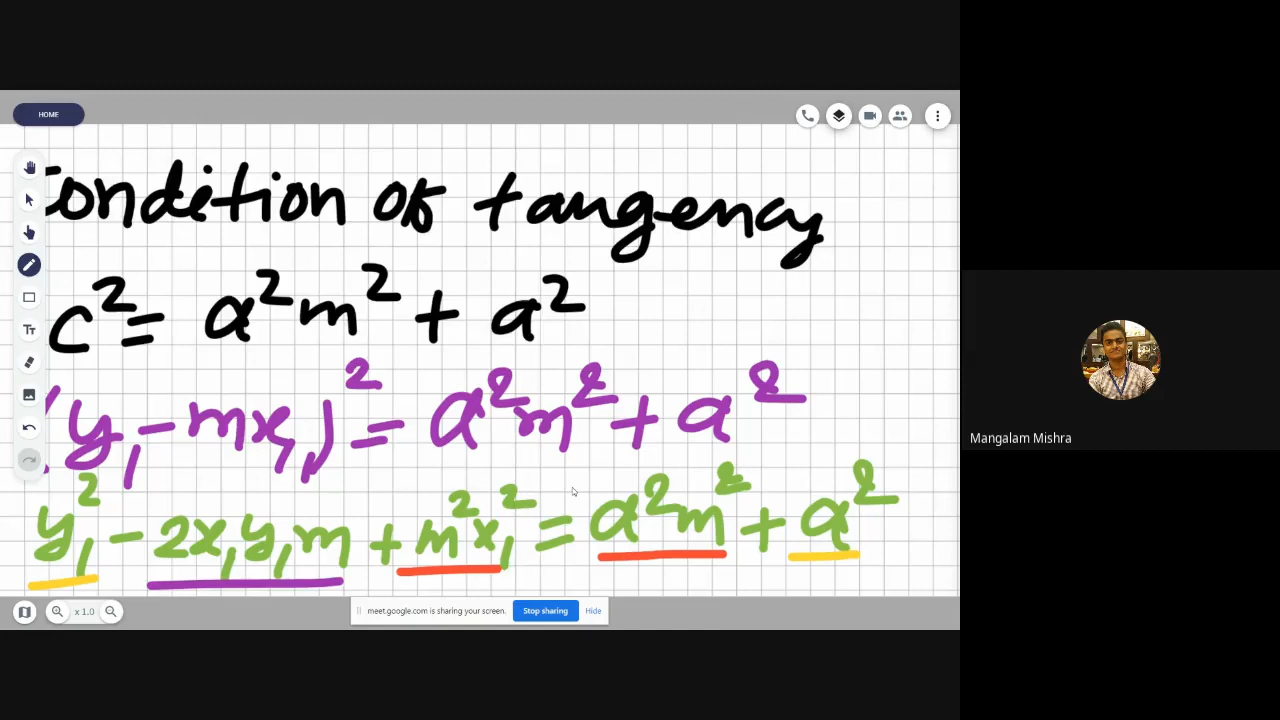 HOME
Condition of tangency
c² = a²m² + a²
(y₁ - mx₁)² = a²m² + a²
y₁² - 2x₁y₁m + m²x₁² = a²m² + a²
Mangalam Mishra
Tт
x 1.0
meet.google.com is sharing your screen. Stop sharing Hide